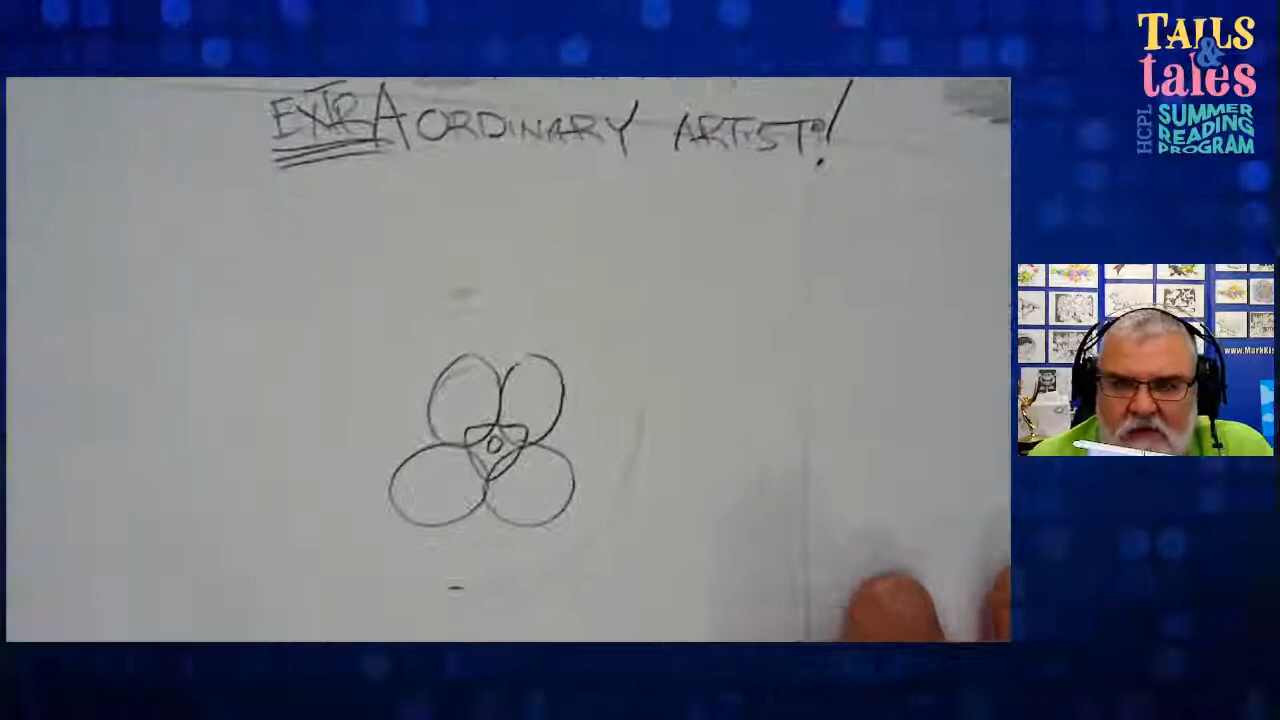 EXTRAORDINARY ARTIST!
TAILS
&
tales
HCPL
SUMMER
READING
PROGRAM